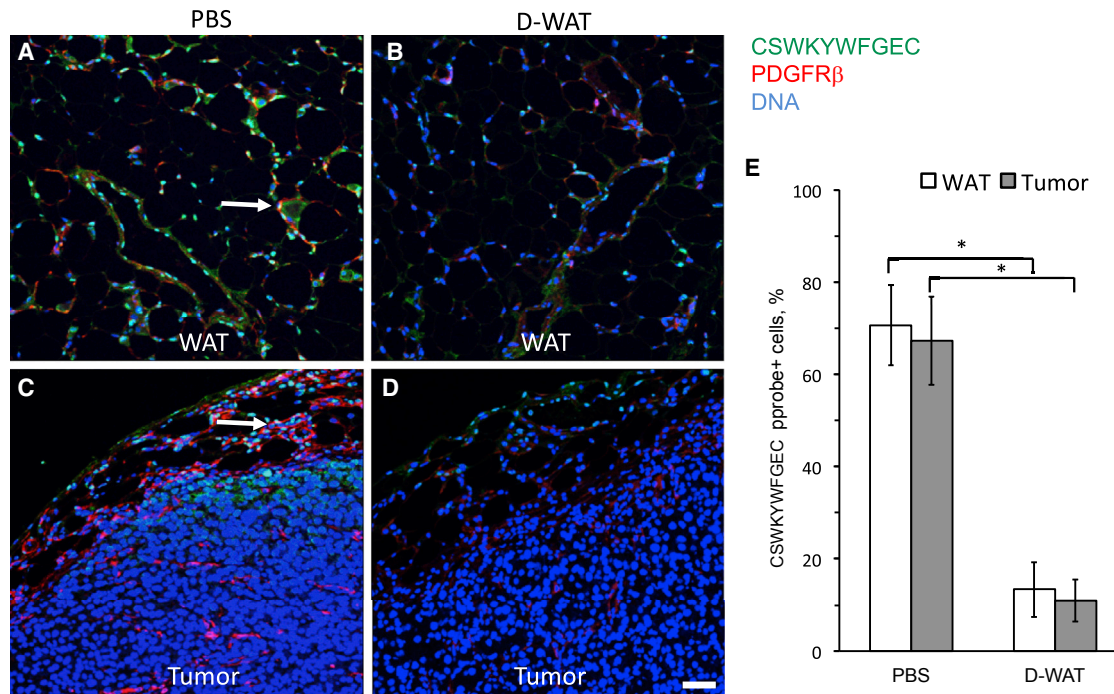 PBS
D-WAT
A
B
CSWKYWFGEC
PDGFRβ
DNA
WAT
WAT
C
D
Tumor
Tumor
E
WAT
Tumor
CSWKYWFGEC pprobe+ cells, %
100
80
60
40
20
0
*
*
PBS
D-WAT